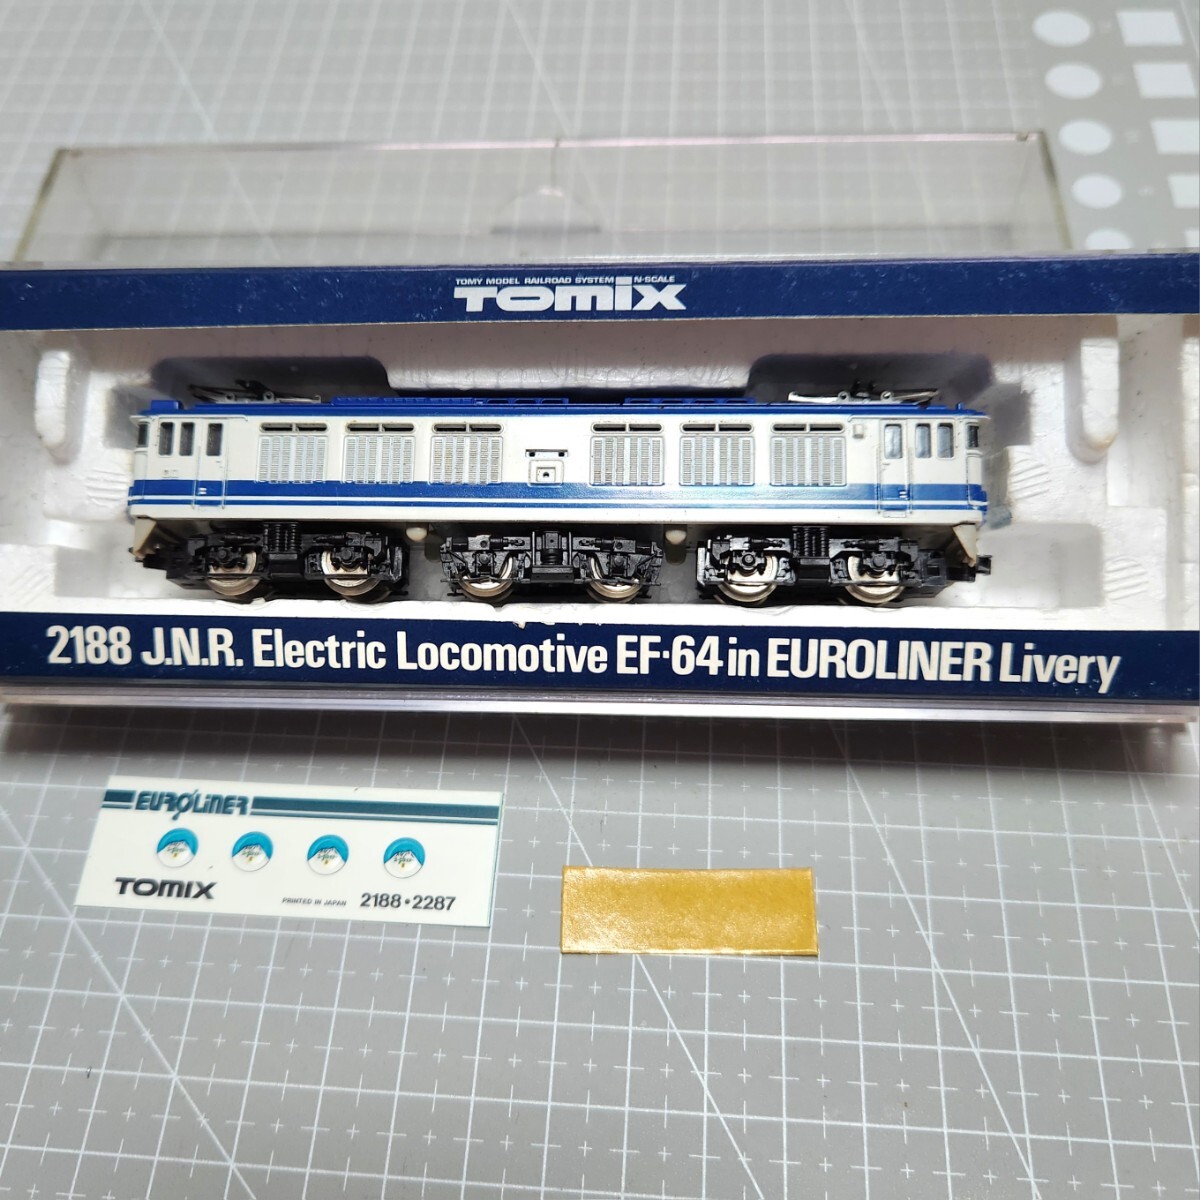 TOMY MODEL RAILROAD SYSTEM N-SCALE
TOMIX
2188 J.N.R. Electric Locomotive EF·64 in EUROLINER Livery
EUROLINER
TOMIX
PRINTED IN JAPAN
2188•2287